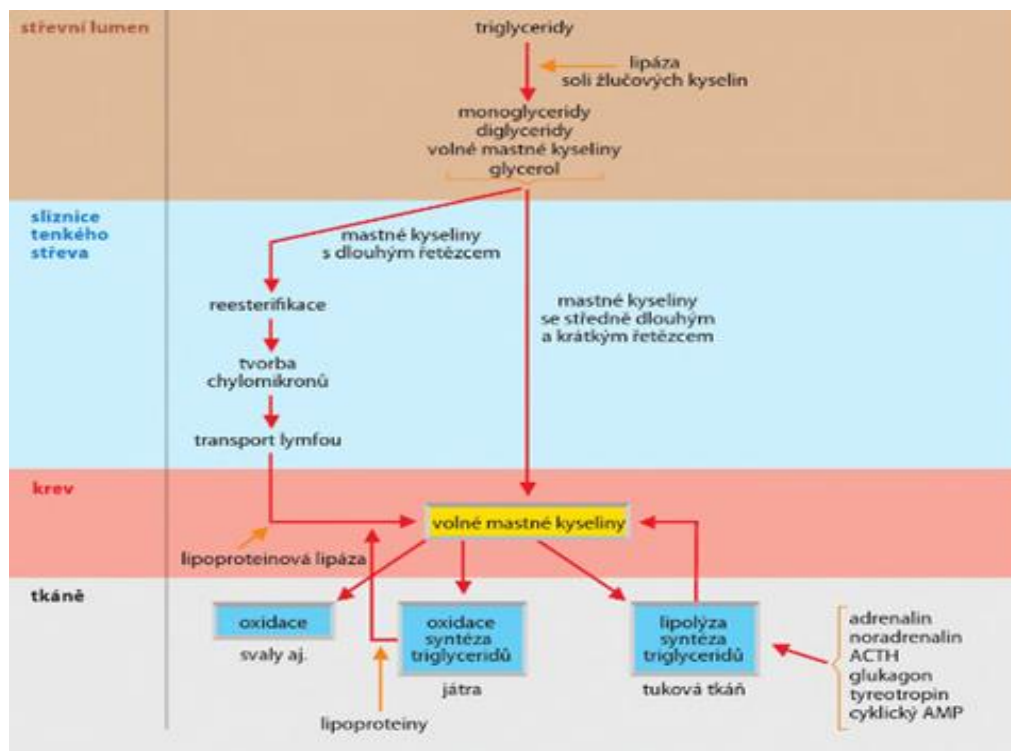 střevní lumen
triglyceridy
lipáza
soli žlučových kyselin
monoglyceridy
diglyceridy
volné mastné kyseliny
glycerol
sliznice
tenkého
střeva
mastné kyseliny
s dlouhým řetězcem
reesterifikace
mastné kyseliny
se středně dlouhým
a krátkým řetězcem
tvorba
chylomikronů
transport lymfou
krev
volné mastné kyseliny
lipoproteinová lipáza
tkáně
oxidace
svaly aj.
oxidace
syntéza
triglyceridů
játra
lipoproteiny
lipolýza
syntéza
triglyceridů
tuková tkáň
adrenalin
noradrenalin
ACTH
glukagon
tyreotropin
cyklický AMP